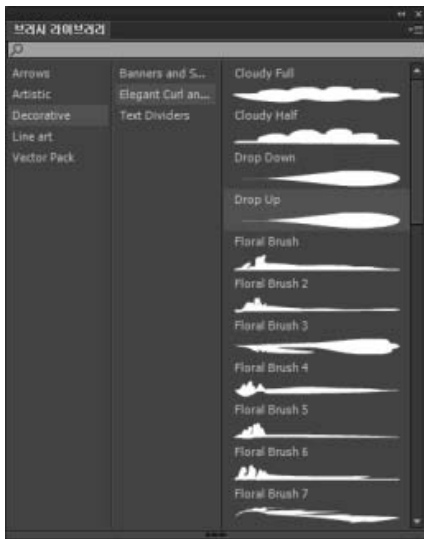 브러시 라이브러리
Arrows
Artistic
Decorative
Line art
Vector Pack
Banners and S...
Elegant Curl an...
Text Dividers
Cloudy Full
Cloudy Half
Drop Down
Drop Up
Floral Brush
Floral Brush 2
Floral Brush 3
Floral Brush 4
Floral Brush 5
Floral Brush 6
Floral Brush 7